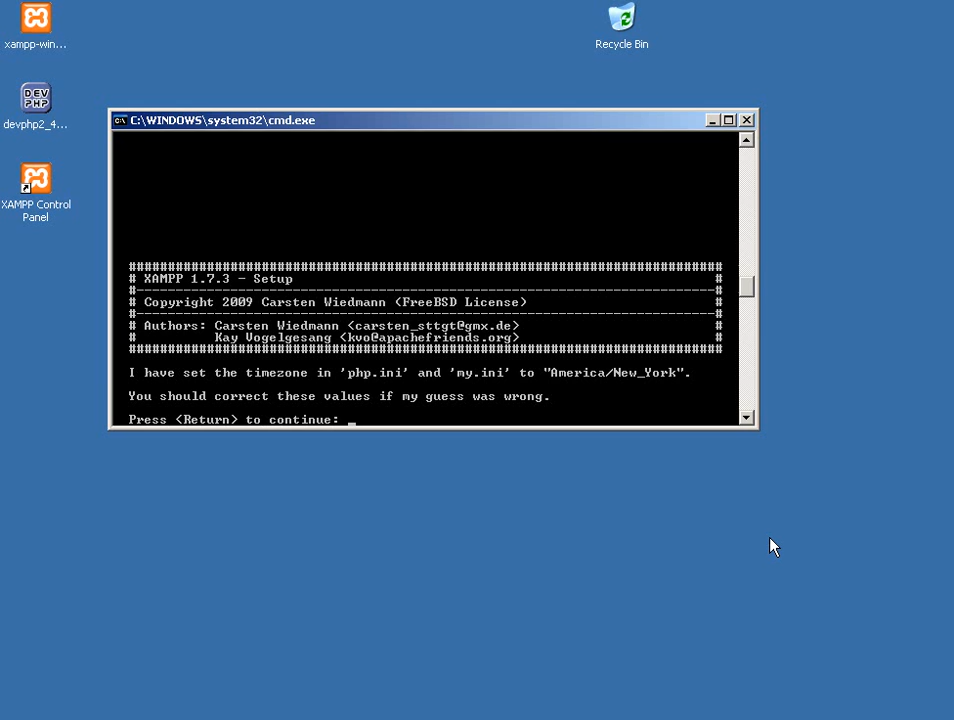 xampp-win...
Recycle Bin
DEV
PHP
devphp2_4...
XAMPP Control
Panel
C:\WINDOWS\system32\cmd.exe
###############################################################################
# XAMPP 1.7.3 - Setup #
#-----------------------------------------------------------------------------#
# Copyright 2009 Carsten Wiedmann (FreeBSD License) #
#-----------------------------------------------------------------------------#
# Authors: Carsten Wiedmann <carsten_sttgt@gmx.de> #
# Kay Vogelgesang <kvo@apachefriends.org> #
###############################################################################
I have set the timezone in 'php.ini' and 'my.ini' to "America/New_York".
You should correct these values if my guess was wrong.
Press <Return> to continue: _